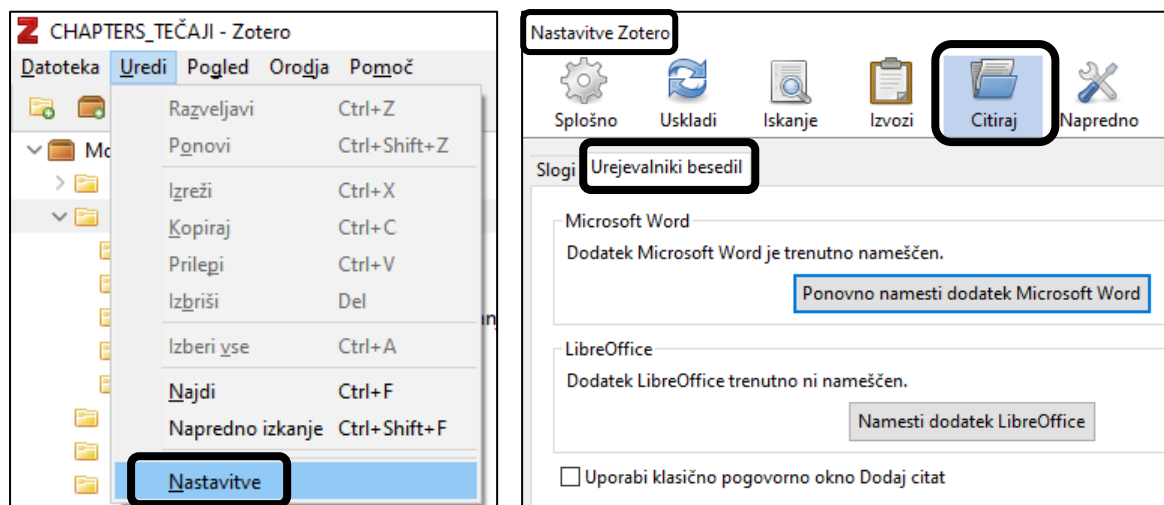 CHAPTERS_TEČAJI - Zotero
Datoteka Uredi Pogled Orodja Pomoč
Razveljavi Ctrl+Z
Ponovi Ctrl+Shift+Z
Izreži Ctrl+X
Kopiraj Ctrl+C
Prilepi Ctrl+V
Izbriši Del
Izberi vse Ctrl+A
Najdi Ctrl+F
Napredno izkanje Ctrl+Shift+F
Nastavitve
Nastavitve Zotero
Splošno Uskladi Iskanje Izvozi Citiraj Napredno
Slogi Urejevalniki besedil
Microsoft Word
Dodatek Microsoft Word je trenutno nameščen.
Ponovno namesti dodatek Microsoft Word
LibreOffice
Dodatek LibreOffice trenutno ni nameščen.
Namesti dodatek LibreOffice
Uporabi klasično pogovorno okno Dodaj citat